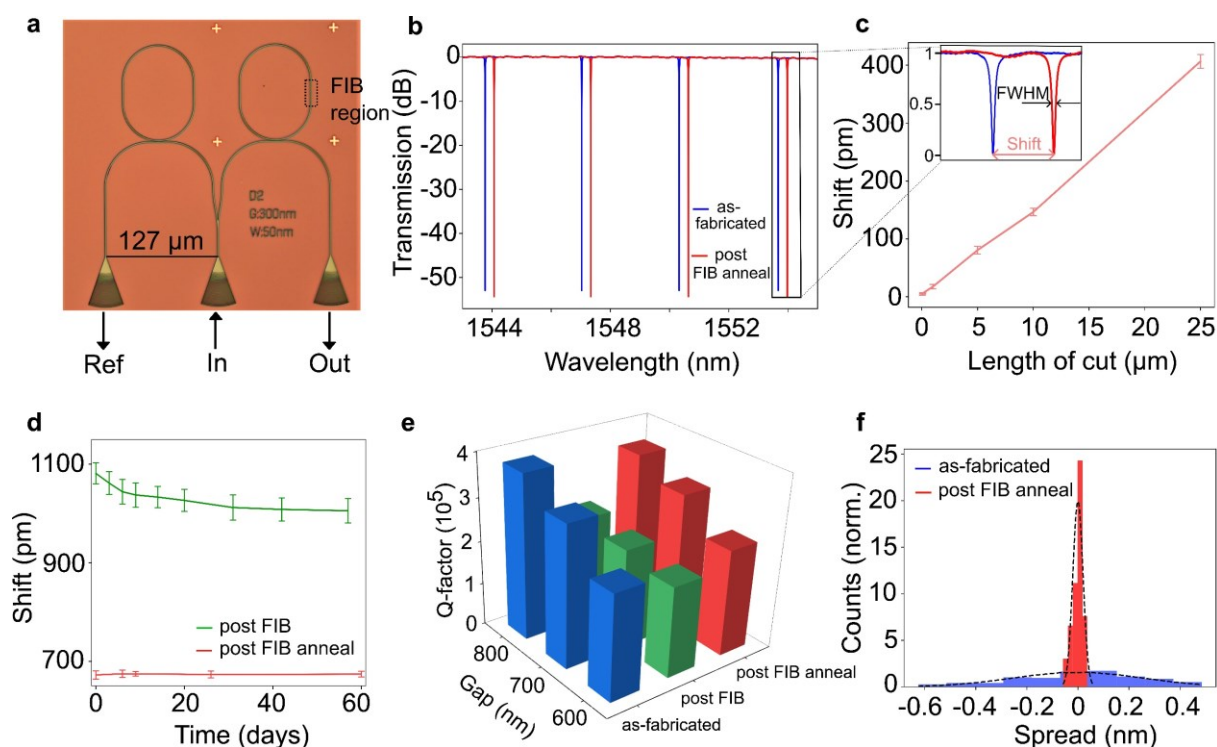 a
FIB
region
D2
G:300nm
W:50nm
127 µm
Ref
In
Out
b
Transmission (dB)
0
-10
-20
-30
-40
-50
as-
fabricated
post
FIB anneal
1544
1548
1552
Wavelength (nm)
c
Shift (pm)
400
300
200
100
0
1
0.5
0
FWHM
Shift
0
5
10
15
20
25
Length of cut (µm)
d
Shift (pm)
1100
900
700
post FIB
post FIB anneal
0
20
40
60
Time (days)
e
Q-factor (10⁵)
4
3
2
1
0
800
700
600
Gap (nm)
post FIB anneal
post FIB
as-fabricated
f
Counts (norm.)
25
20
15
10
5
0
as-fabricated
post FIB anneal
-0.6
-0.4
-0.2
0
0.2
0.4
Spread (nm)